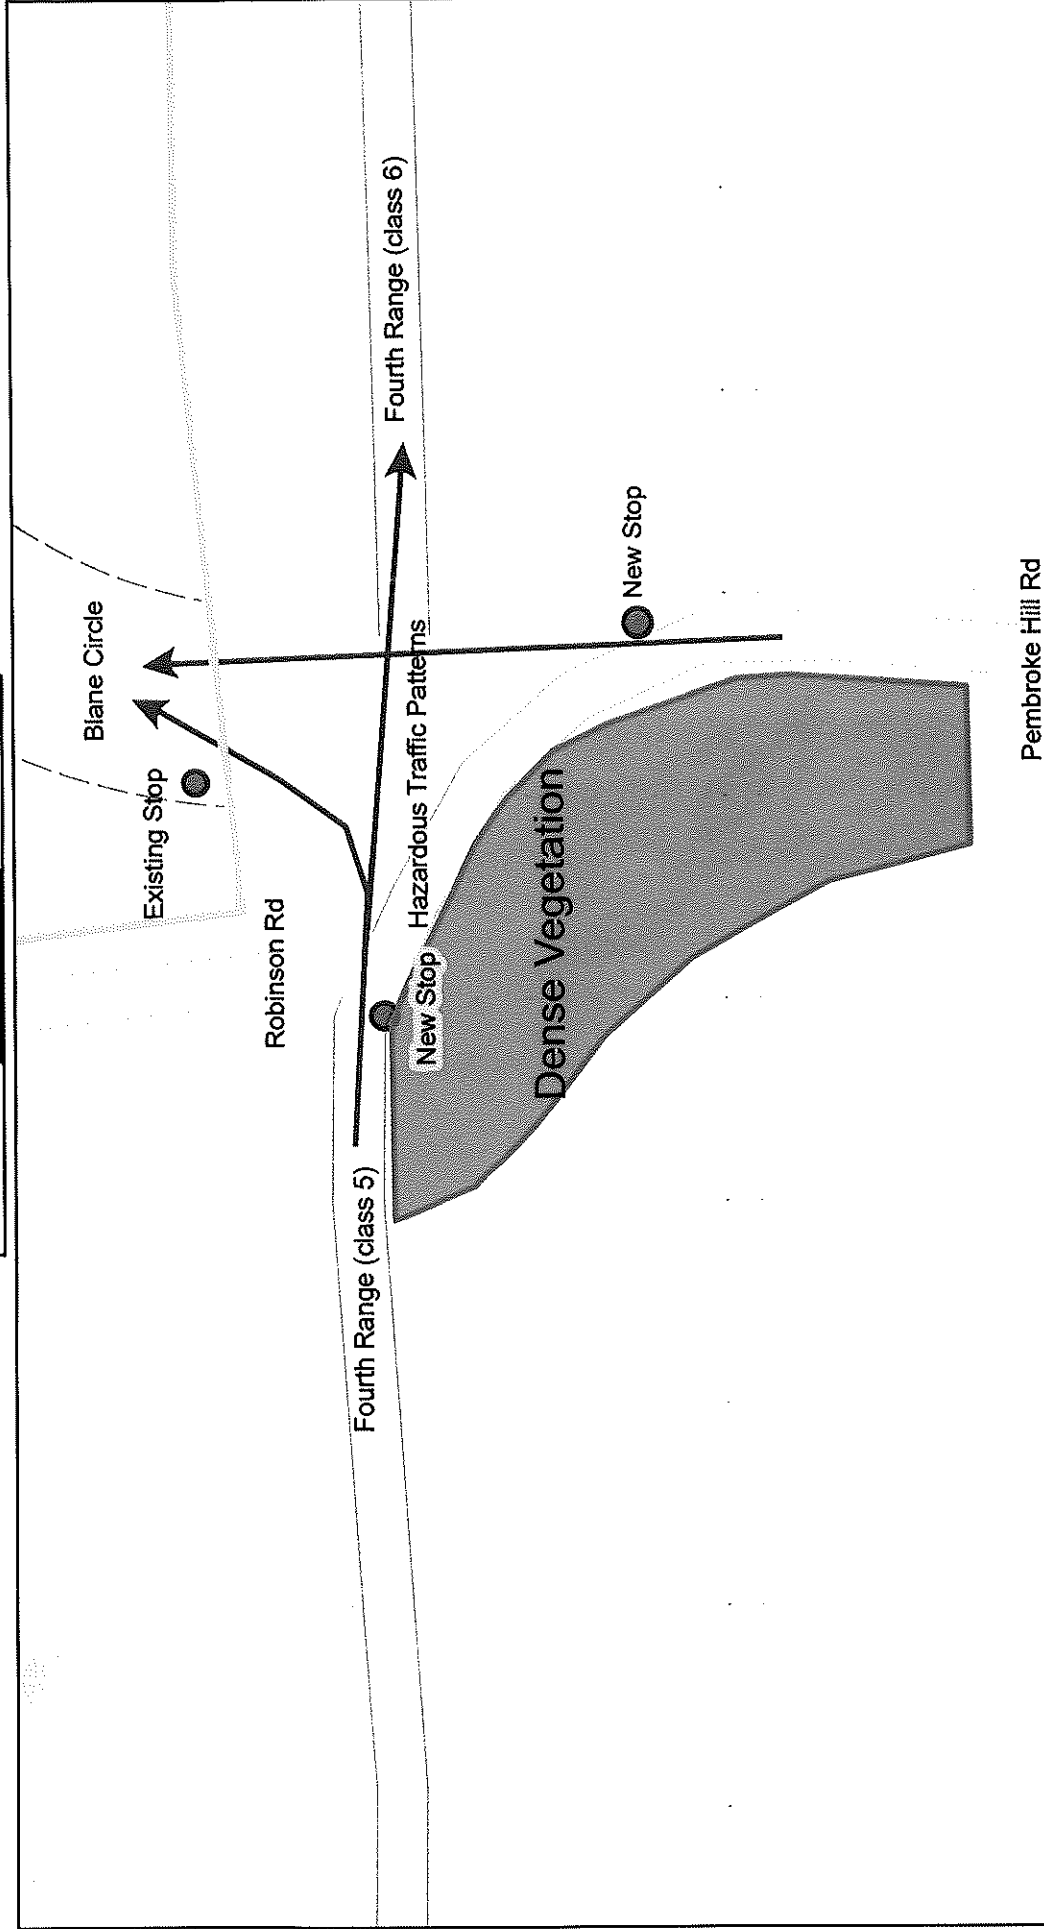 Blane Circle
Existing Stop
Robinson Rd
Fourth Range (class 5)
Fourth Range (class 6)
Hazardous Traffic Patterns
New Stop
New Stop
Dense Vegetation
Pembroke Hill Rd